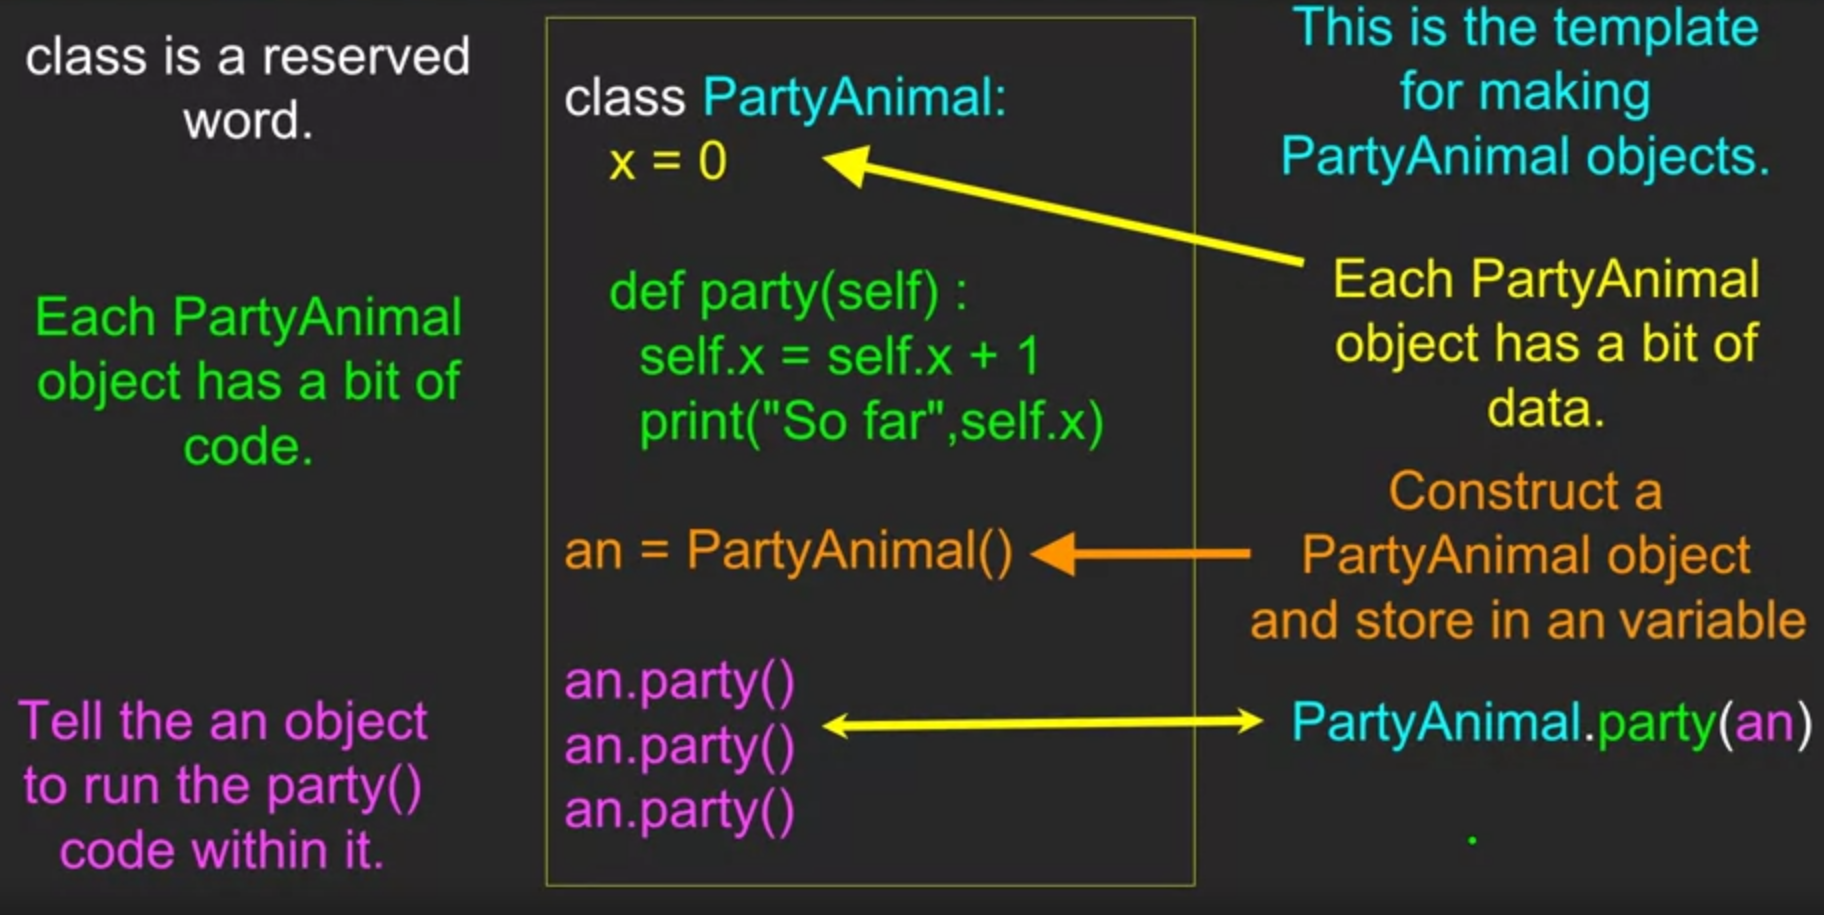 class is a reserved
word.
Each PartyAnimal
object has a bit of
code.
Tell the an object
to run the party()
code within it.
class PartyAnimal:
x = 0
def party(self) :
self.x = self.x + 1
print("So far",self.x)
an = PartyAnimal()
an.party()
an.party()
an.party()
This is the template
for making
PartyAnimal objects.
Each PartyAnimal
object has a bit of
data.
Construct a
PartyAnimal object
and store in an variable
PartyAnimal.party(an)